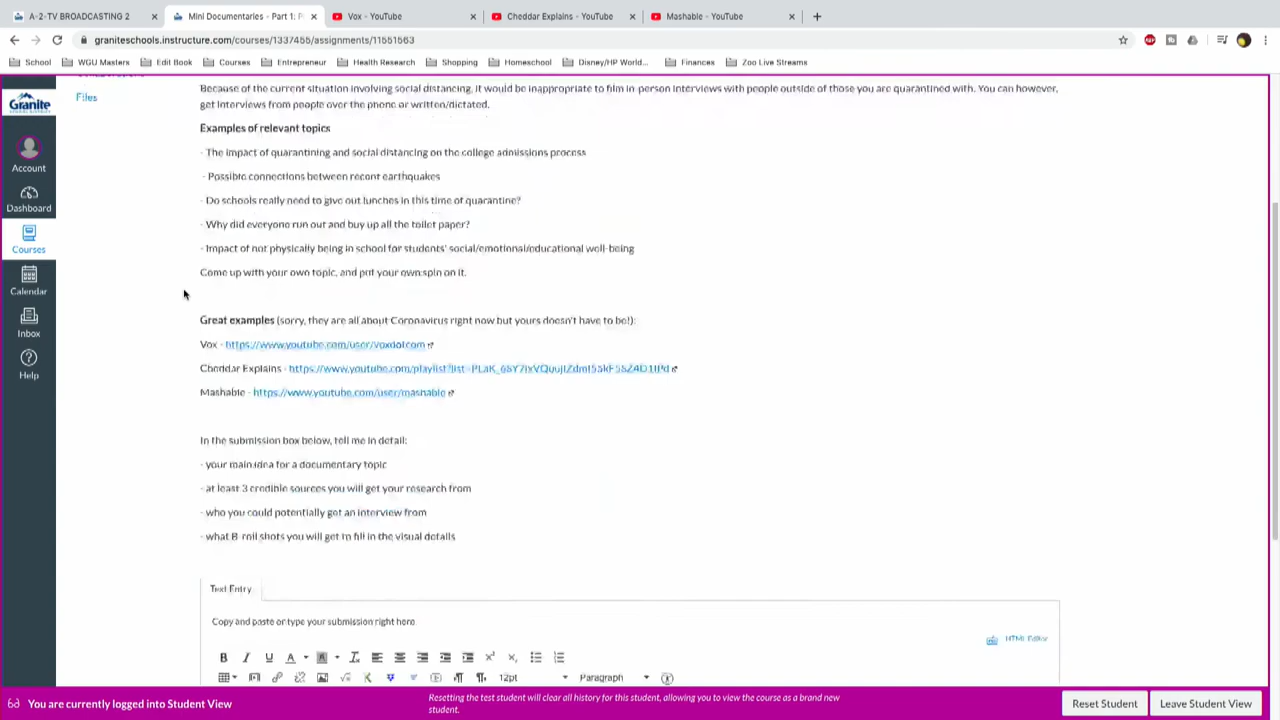 A-2-TV BROADCASTING 2
Mini Documentaries - Part 1: P
Vox - YouTube
Cheddar Explains - YouTube
Mashable - YouTube
graniteschools.instructure.com/courses/1337455/assignments/11551563
School
WGU Masters
Edit Book
Courses
Entrepreneur
Health Research
Shopping
Homeschool
Disney/HP World...
Finances
Zoo Live Streams
Granite
Files
Account
Dashboard
Courses
Calendar
Inbox
Help
Because of the current situation involving social distancing, it would be inappropriate to film in-person interviews with people outside of those you are quarantined with. You can however,
get interviews from people over the phone or written/dictated.
Examples of relevant topics
- The impact of quarantining and social distancing on the college admissions process
- Possible connections between recent earthquakes
- Do schools really need to give out lunches in this time of quarantine?
- Why did everyone run out and buy up all the toilet paper?
- Impact of not physically being in school for students' social/emotional/educational well-being
Come up with your own topic, and put your own spin on it.
Great examples (sorry, they are all about Coronavirus right now but yours doesn't have to be!):
Vox - https://www.youtube.com/user/voxdotcom
Cheddar Explains -
Mashable - https://www.youtube.com/user/mashable
In the submission box below, tell me in detail:
- your main idea for a documentary topic
- at least 3 credible sources you will get your research from
- who you could potentially get an interview from
- what B-roll shots you will get to fill in the visual details
Text Entry
Copy and paste or type your submission right here.
HTML Editor
12pt
Paragraph
You are currently logged into Student View
Resetting the test student will clear all history for this student, allowing you to view the course as a brand new
student.
Reset Student
Leave Student View